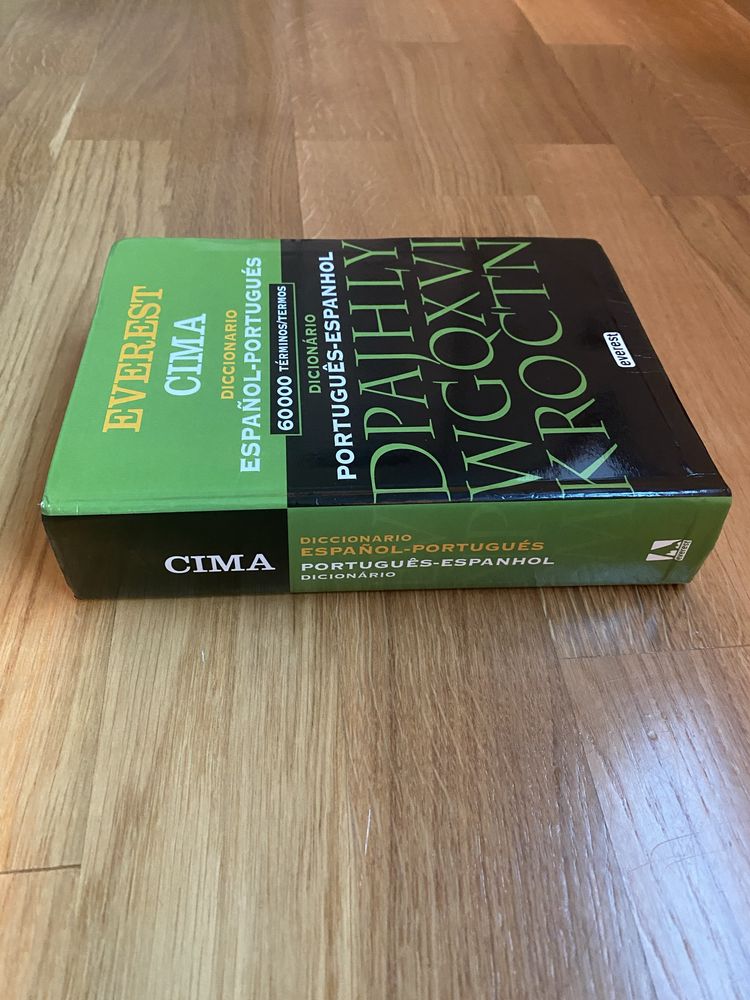 EVEREST
CIMA
DICCIONARIO
ESPAÑOL-PORTUGUÉS
60000 TÉRMINOS/TERMOS
DICIONÁRIO
PORTUGUÊS-ESPANHOL
DPAJHLY
WGQXVI
KROCTN
everest
CIMA
DICCIONARIO
ESPAÑOL-PORTUGUÉS
PORTUGUÊS-ESPANHOL
DICIONÁRIO